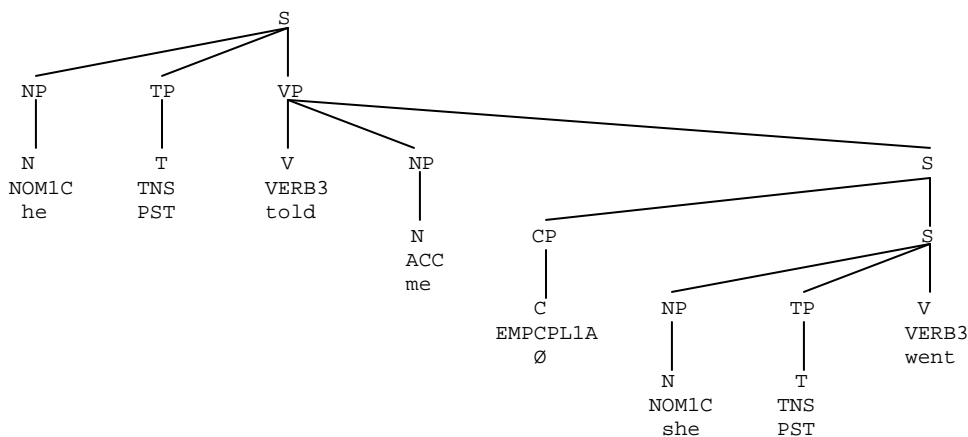 S
NP TP VP
N T V NP S
NOM1C TNS VERB3
he PST told
N CP S
ACC
me
C NP TP V
EMPCPL1A VERB3
Ø went
N T
NOM1C TNS
she PST